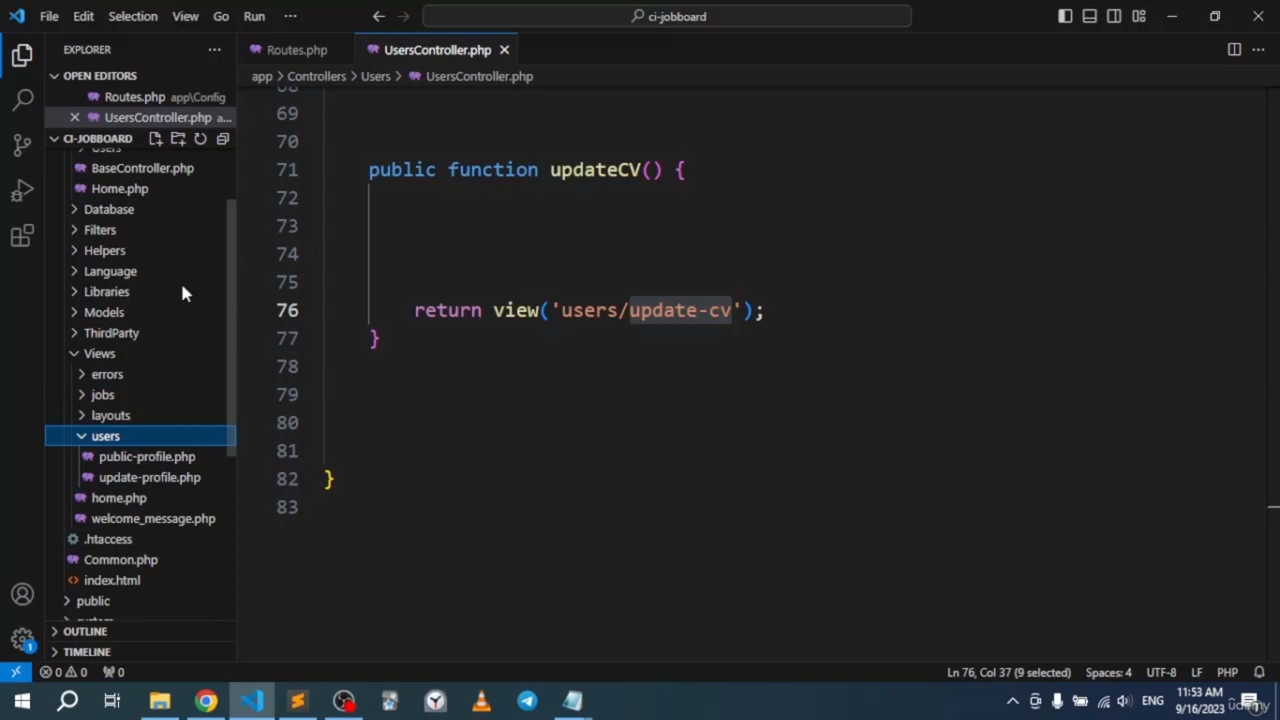 File Edit Selection View Go Run ··· ci-jobboard
EXPLORER ···
OPEN EDITORS
Routes.php app\Config
UsersController.php a...
CI-JOBBOARD
Users
BaseController.php
Home.php
Database
Filters
Helpers
Language
Libraries
Models
ThirdParty
Views
errors
jobs
layouts
users
public-profile.php
update-profile.php
home.php
welcome_message.php
.htaccess
Common.php
index.html
public
system
OUTLINE
TIMELINE
Routes.php UsersController.php
app > Controllers > Users > UsersController.php
68
69
70
71 public function updateCV() {
72
73
74
75
76 return view('users/update-cv');
77 }
78
79
80
81
82 }
83
0 0 0 Ln 76, Col 37 (9 selected) Spaces: 4 UTF-8 LF PHP
1
ENG 11:53 AM
9/16/2023
udemy